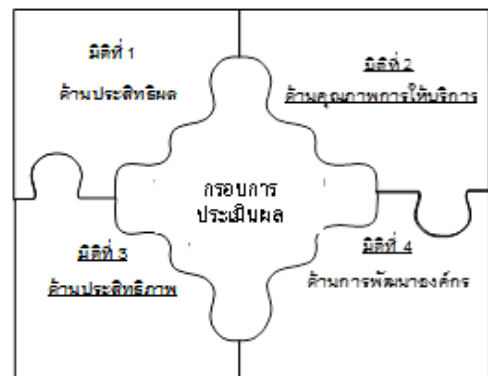 มิติที่ 1
ด้านประสิทธิผล
มิติที่ 2
ด้านคุณภาพการให้บริการ
กรอบการ
ประเมินผล
มิติที่ 3
ด้านประสิทธิภาพ
มิติที่ 4
ด้านการพัฒนาองค์กร